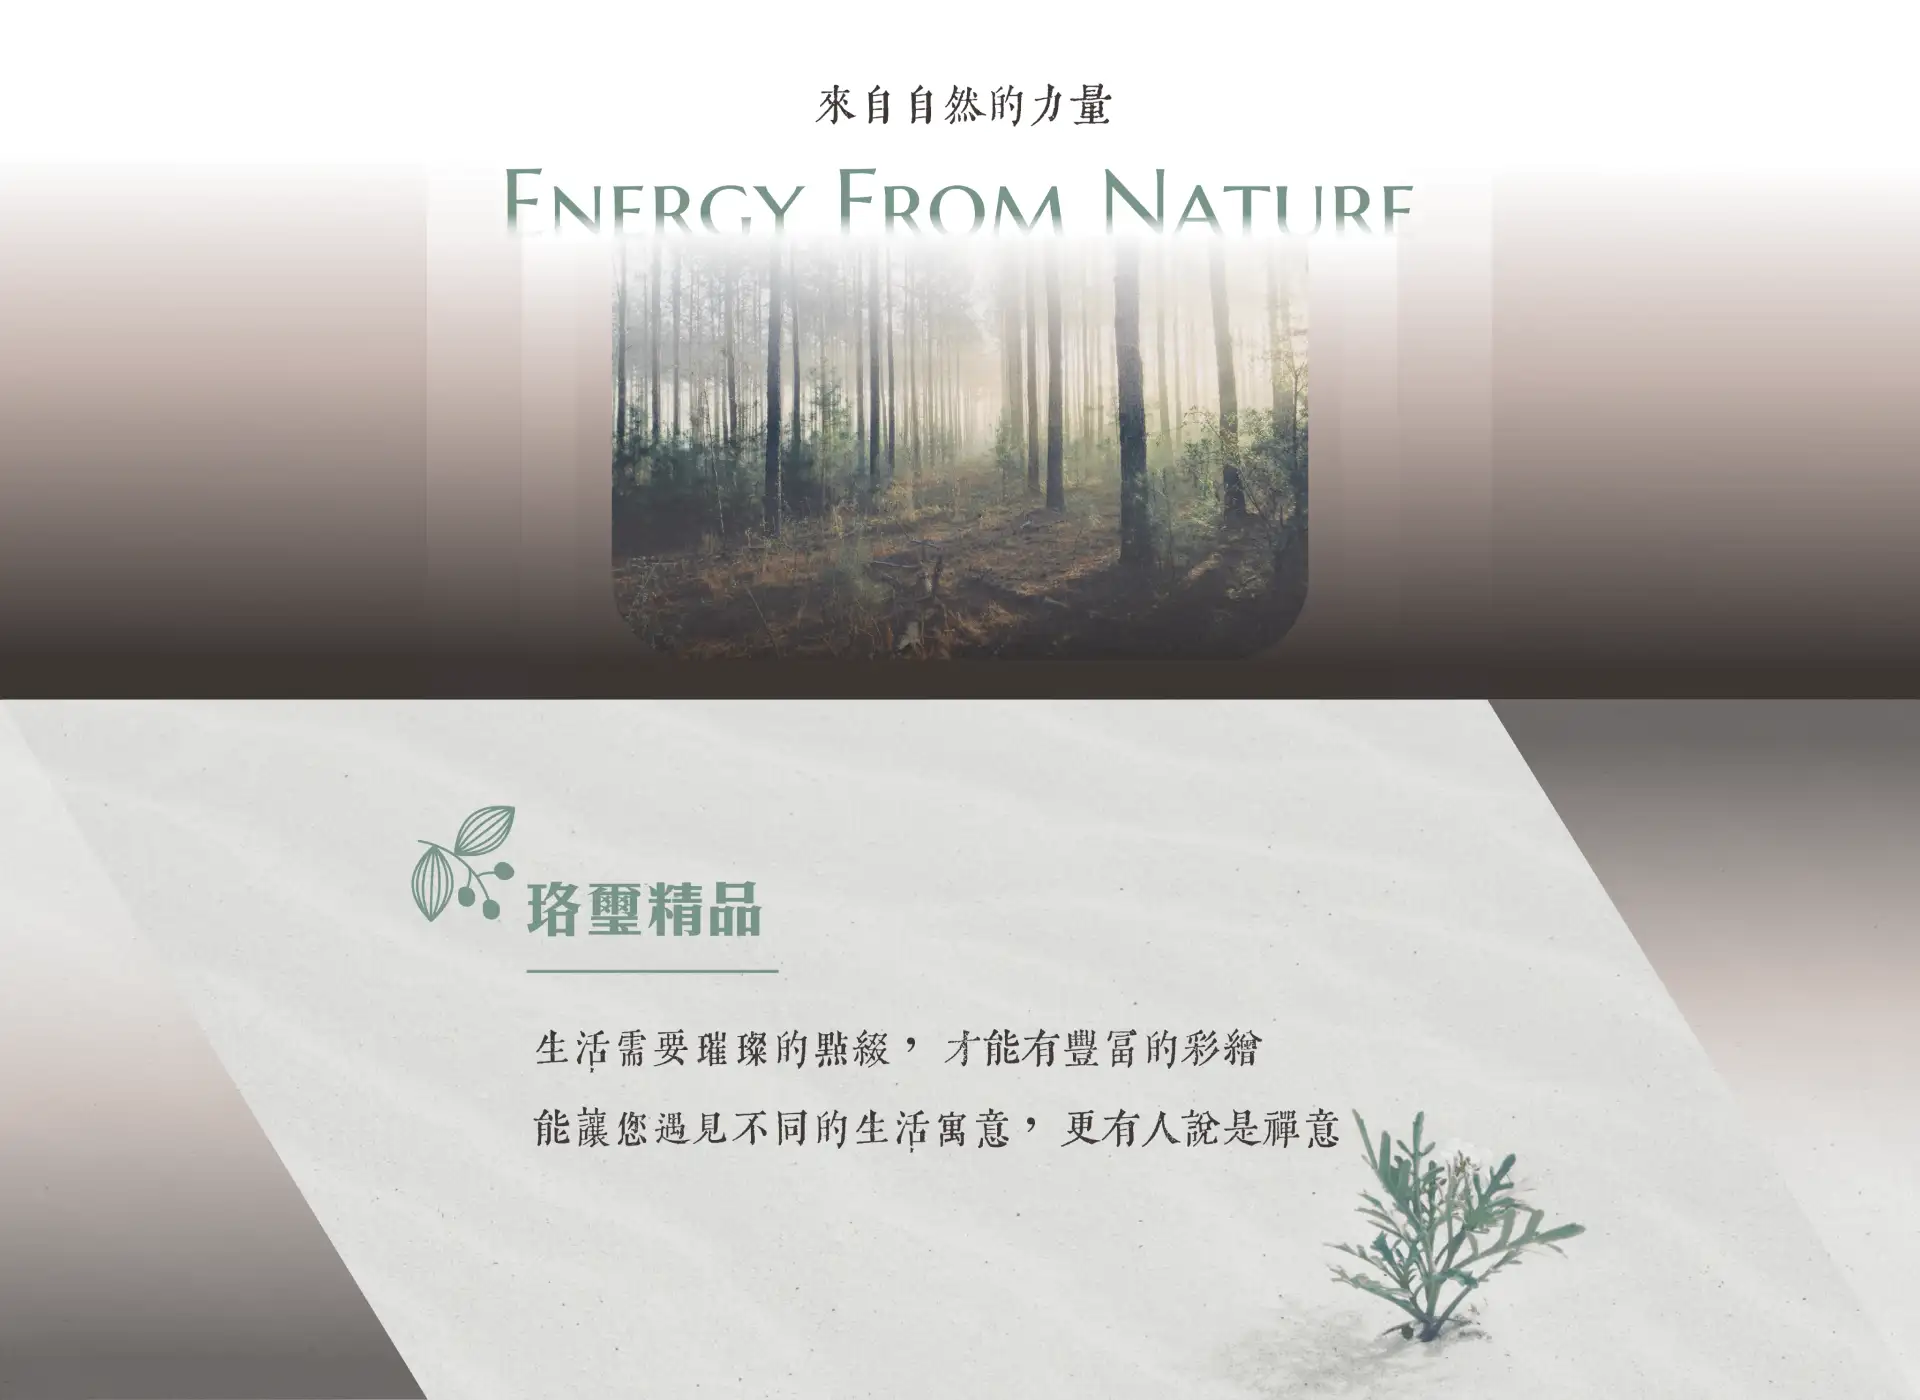 來自自然的力量
ENERGY FROM NATURE
珞璽精品
生活需要璀璨的點綴，才能有豐富的彩繪
能讓您遇見不同的生活寓意，更有人說是禪意